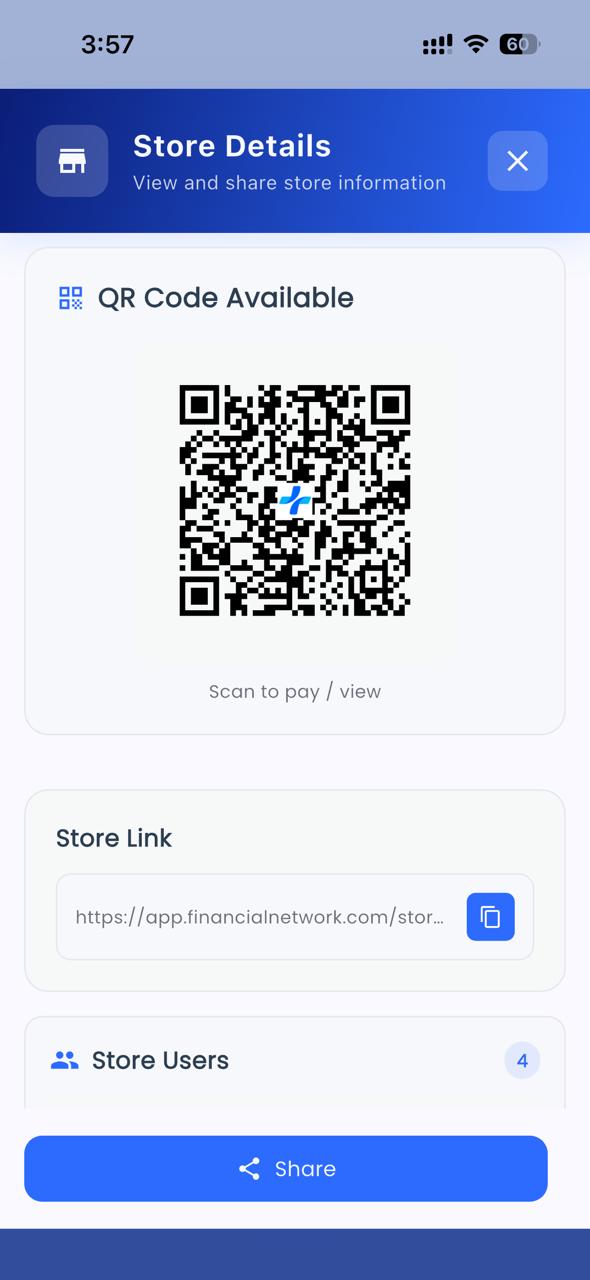 3:57
60
Store Details
View and share store information
QR Code Available
Scan to pay / view
Store Link
https://app.financialnetwork.com/stor...
Store Users
4
Share